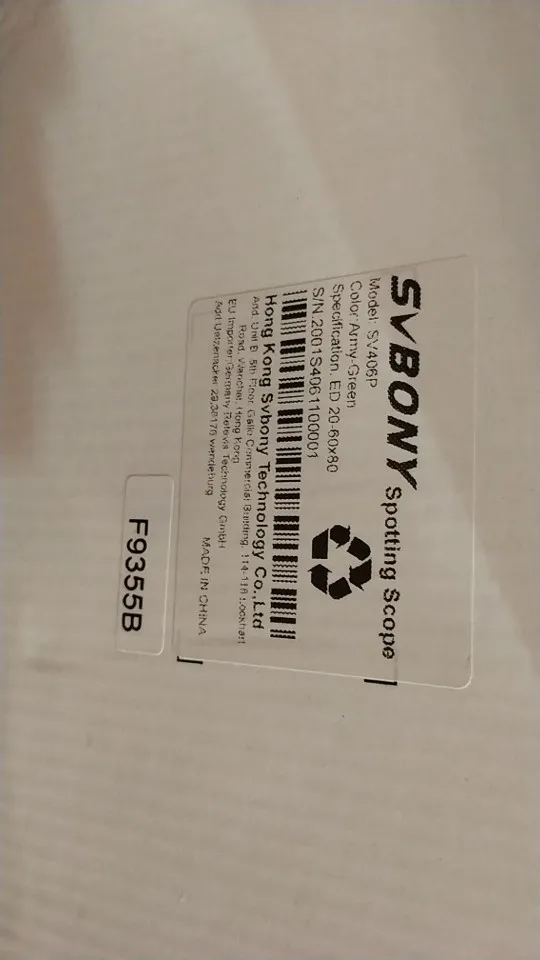 SVBONY Spotting Scope
Model: SV406P
Color:Army-Green
Specification: ED 20-60x80
S/N.2001S4061100001
Hong Kong Svbony Technology Co.,Ltd
Add: Unit B, 5th Floor, Gallo Commercial Building, 114-118 Lockhart
Road, Wanchai, Hong Kong
EU Importer:Germany Retevis Technology GmbH
MADE IN CHINA
F9355B